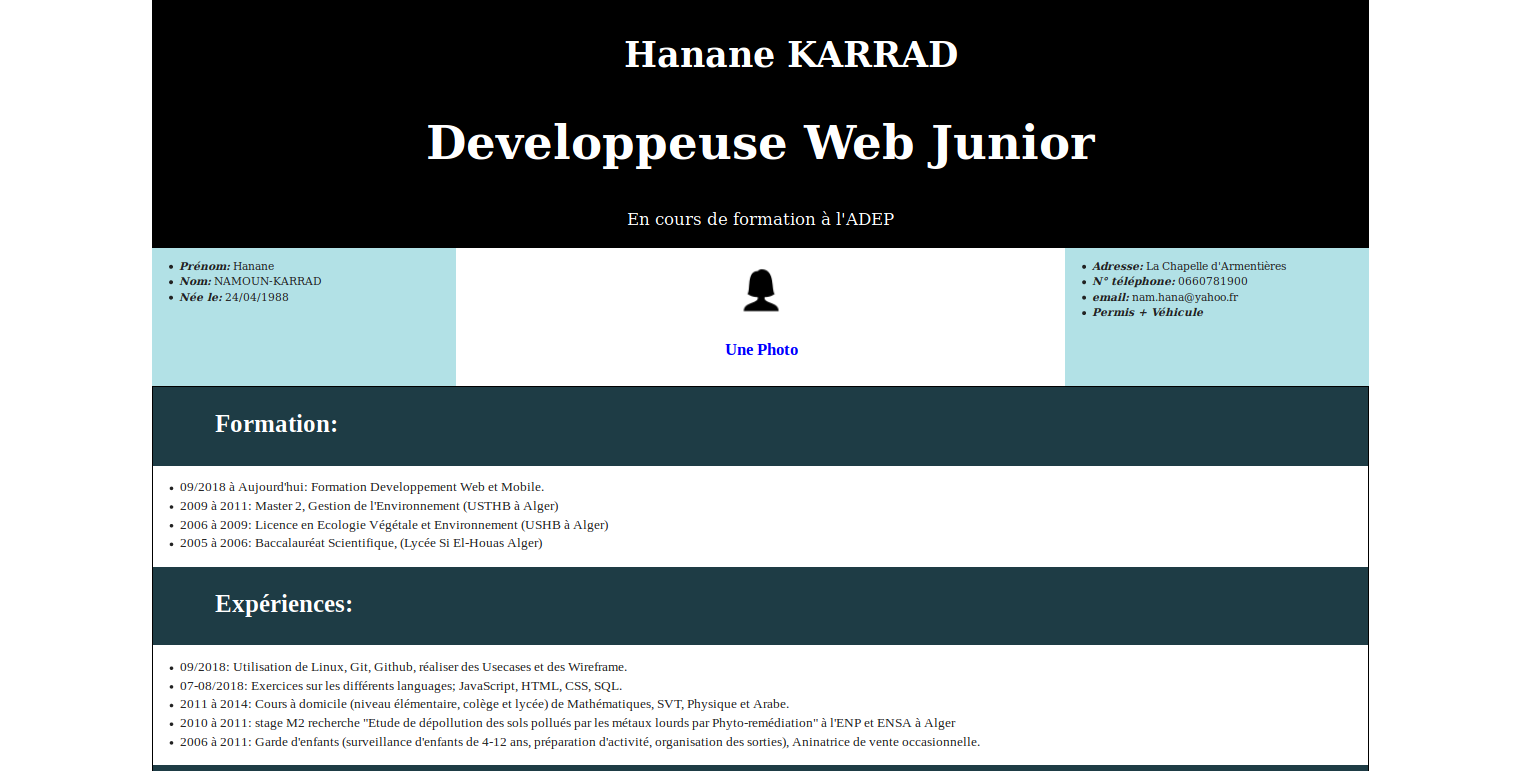 Hanane KARRAD
Developpeuse Web Junior
En cours de formation à l'ADEP
Prénom: Hanane
Nom: NAMOUN-KARRAD
Née le: 24/04/1988
Une Photo
Adresse: La Chapelle d'Armentières
N° téléphone: 0660781900
email: nam.hana@yahoo.fr
Permis + Véhicule
Formation:
09/2018 à Aujourd'hui: Formation Developpement Web et Mobile.
2009 à 2011: Master 2, Gestion de l'Environnement (USTHB à Alger)
2006 à 2009: Licence en Ecologie Végétale et Environnement (USHB à Alger)
2005 à 2006: Baccalauréat Scientifique, (Lycée Si El-Houas Alger)
Expériences:
09/2018: Utilisation de Linux, Git, Github, réaliser des Usecases et des Wireframe.
07-08/2018: Exercices sur les différents languages; JavaScript, HTML, CSS, SQL.
2011 à 2014: Cours à domicile (niveau élémentaire, colège et lycée) de Mathématiques, SVT, Physique et Arabe.
2010 à 2011: stage M2 recherche "Etude de dépollution des sols pollués par les métaux lourds par Phyto-remédiation" à l'ENP et ENSA à Alger
2006 à 2011: Garde d'enfants (surveillance d'enfants de 4-12 ans, préparation d'activité, organisation des sorties), Aninatrice de vente occasionnelle.